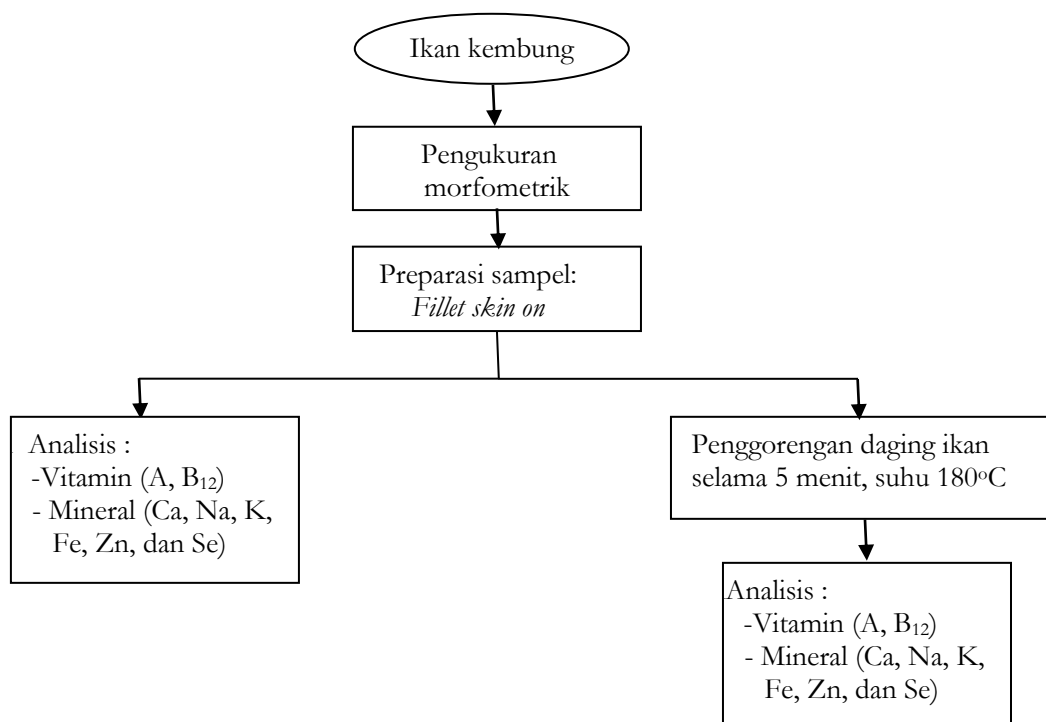 Ikan kembung
Pengukuran
morfometrik
Preparasi sampel:
Fillet skin on
Analisis :
-Vitamin (A, B₁₂)
- Mineral (Ca, Na, K,
Fe, Zn, dan Se)
Penggorengan daging ikan
selama 5 menit, suhu 180ᵒC
Analisis :
-Vitamin (A, B₁₂)
- Mineral (Ca, Na, K,
Fe, Zn, dan Se)